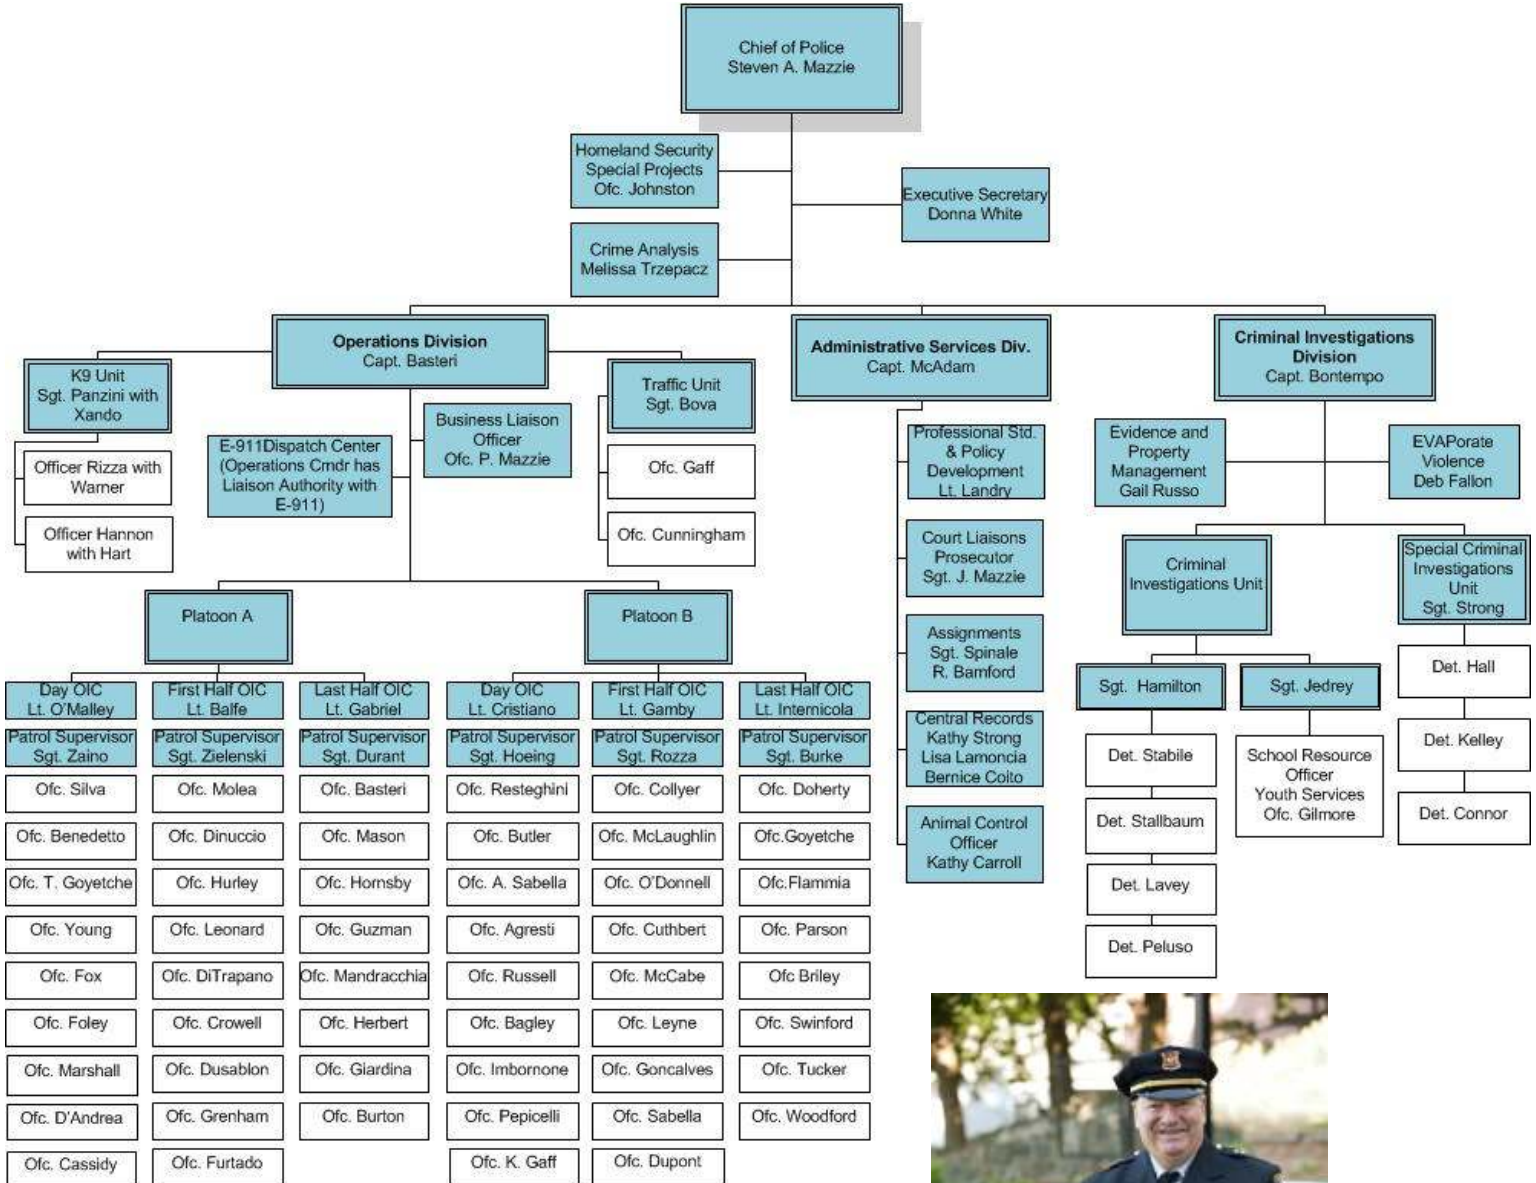 Chief of Police
Steven A. Mazzie
Homeland Security
Special Projects
Ofc. Johnston
Executive Secretary
Donna White
Crime Analysis
Melissa Trzepacz
Operations Division
Capt. Basteri
Administrative Services Div.
Capt. McAdam
Criminal Investigations
Division
Capt. Bontempo
K9 Unit
Sgt. Panzini with
Xando
Officer Rizza with
Warner
Officer Hannon
with Hart
E-911Dispatch Center
(Operations Cmdr has
Liaison Authority with
E-911)
Business Liaison
Officer
Ofc. P. Mazzie
Traffic Unit
Sgt. Bova
Ofc. Gaff
Ofc. Cunningham
Platoon A
Day OIC
Lt. O'Malley
Patrol Supervisor
Sgt. Zaino
Ofc. Silva
Ofc. Benedetto
Ofc. T. Goyetche
Ofc. Young
Ofc. Fox
Ofc. Foley
Ofc. Marshall
Ofc. D'Andrea
Ofc. Cassidy
First Half OIC
Lt. Balfe
Patrol Supervisor
Sgt. Zielenski
Ofc. Molea
Ofc. Dinuccio
Ofc. Hurley
Ofc. Leonard
Ofc. DiTrapano
Ofc. Crowell
Ofc. Dusablon
Ofc. Grenham
Ofc. Furtado
Last Half OIC
Lt. Gabriel
Patrol Supervisor
Sgt. Durant
Ofc. Basteri
Ofc. Mason
Ofc. Hornsby
Ofc. Guzman
Ofc. Mandracchia
Ofc. Herbert
Ofc. Giardina
Ofc. Burton
Platoon B
Day OIC
Lt. Cristiano
Patrol Supervisor
Sgt. Hoeing
Ofc. Resteghini
Ofc. Butler
Ofc. A. Sabella
Ofc. Agresti
Ofc. Russell
Ofc. Bagley
Ofc. Imbornone
Ofc. Pepicelli
Ofc. K. Gaff
First Half OIC
Lt. Gamby
Patrol Supervisor
Sgt. Rozza
Ofc. Collyer
Ofc. McLaughlin
Ofc. O'Donnell
Ofc. Cuthbert
Ofc. McCabe
Ofc. Leyne
Ofc. Goncalves
Ofc. Sabella
Ofc. Dupont
Last Half OIC
Lt. Internicola
Patrol Supervisor
Sgt. Burke
Ofc. Doherty
Ofc.Goyetche
Ofc.Flammia
Ofc. Parson
Ofc Briley
Ofc. Swinford
Ofc. Tucker
Ofc. Woodford
Professional Std.
& Policy
Development
Lt. Landry
Court Liaisons
Prosecutor
Sgt. J. Mazzie
Assignments
Sgt. Spinale
R. Bamford
Central Records
Kathy Strong
Lisa Lamoncia
Bernice Coito
Animal Control
Officer
Kathy Carroll
Evidence and
Property
Management
Gail Russo
EVAPorate
Violence
Deb Fallon
Criminal
Investigations Unit
Sgt. Hamilton
Det. Stabile
Det. Stallbaum
Det. Lavey
Det. Peluso
Sgt. Jedrey
School Resource
Officer
Youth Services
Ofc. Gilmore
Special Criminal
Investigations
Unit
Sgt. Strong
Det. Hall
Det. Kelley
Det. Connor